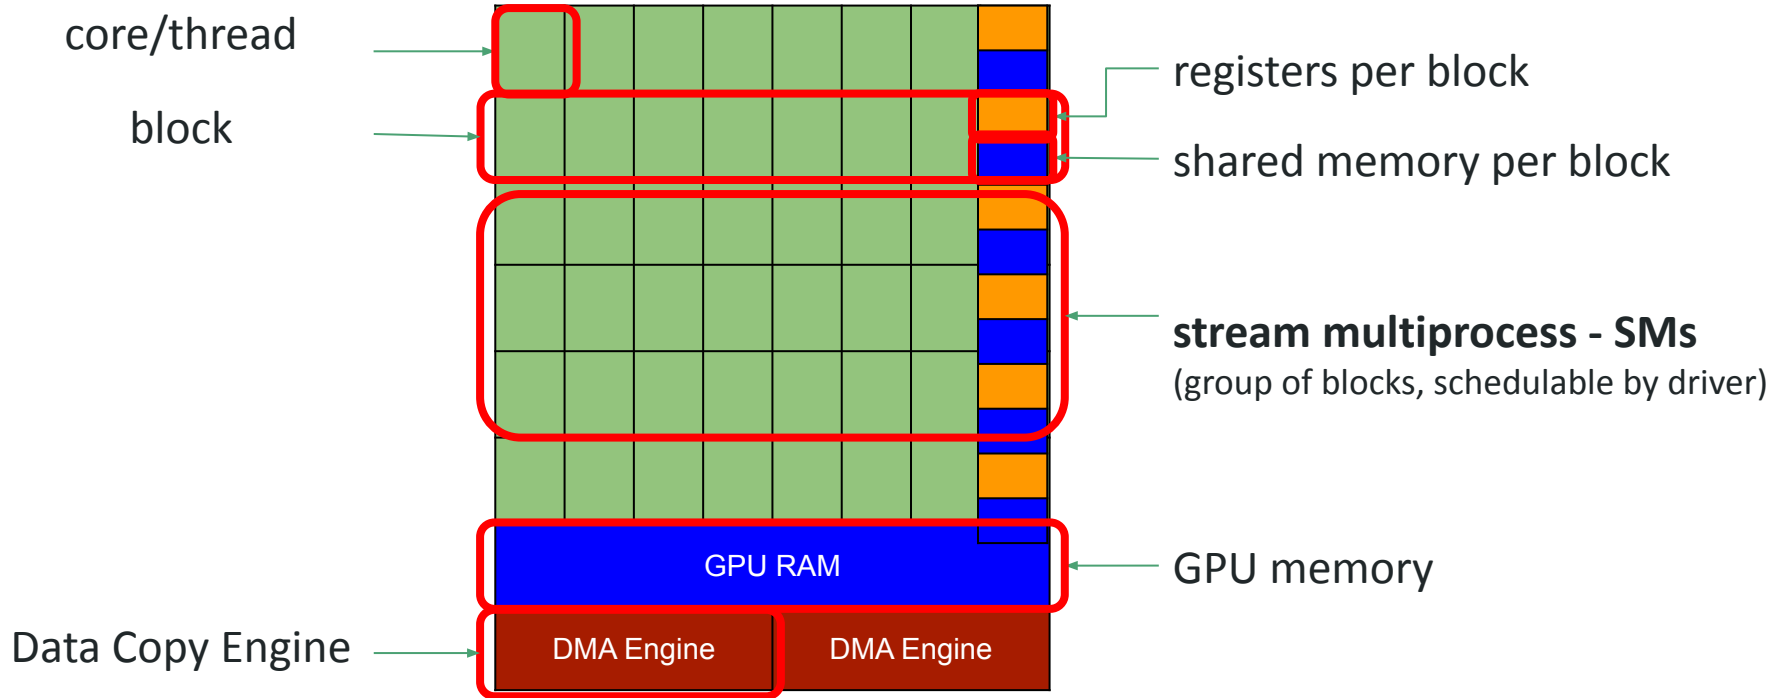 core/thread
block
registers per block
shared memory per block
stream multiprocess - SMs
(group of blocks, schedulable by driver)
GPU RAM
GPU memory
Data Copy Engine
DMA Engine
DMA Engine